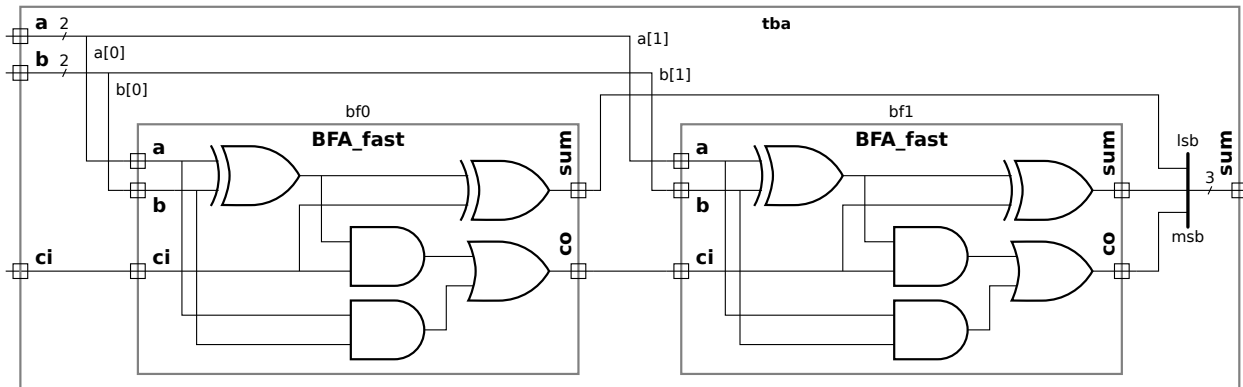 a 2 tba
a[1]
a[0]
b 2 b[1]
b[0]
bf0 bf1
BFA_fast BFA_fast
a sum a sum lsb sum
3
b b
msb
ci ci co ci co